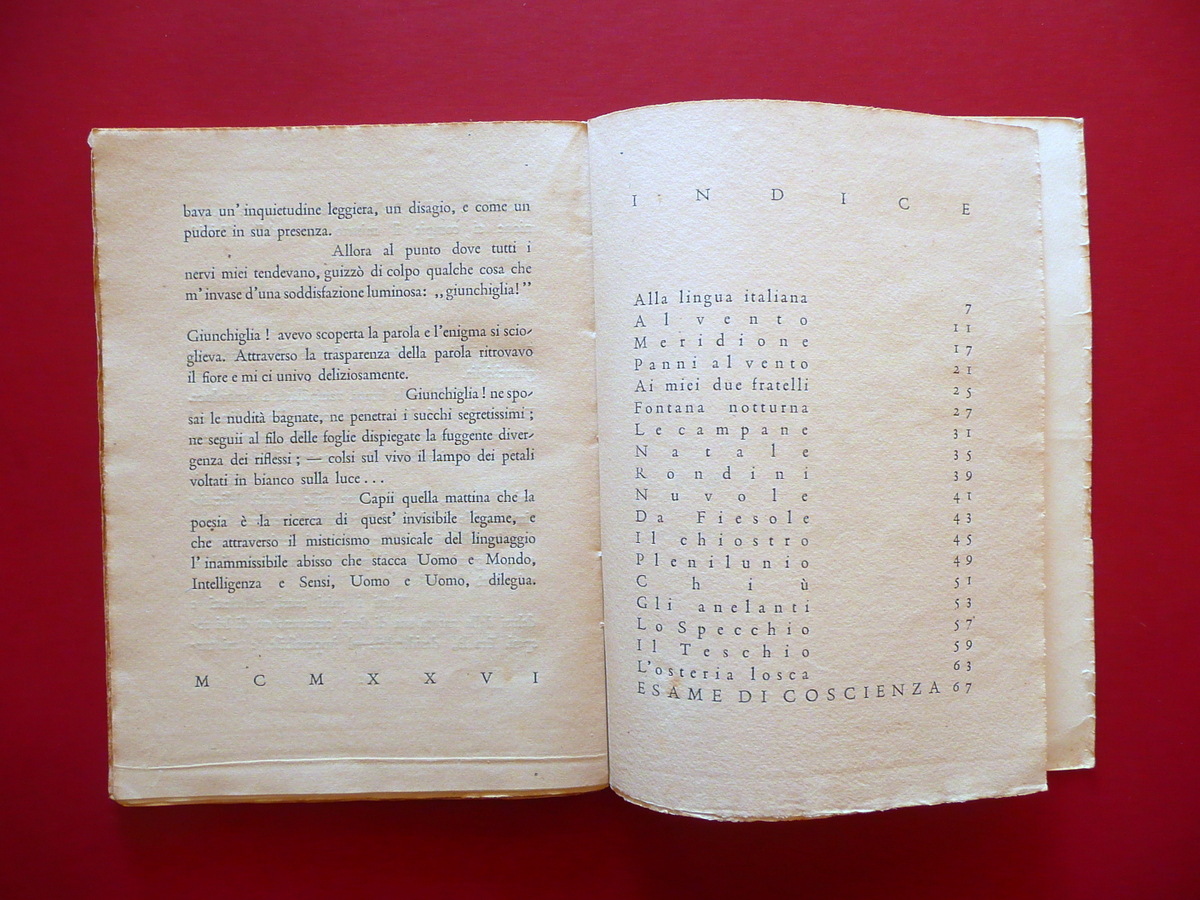 bava un' inquietudine leggiera, un disagio, e come un
pudore in sua presenza.
Allora al punto dove tutti i
nervi miei tendevano, guizzò di colpo qualche cosa che
m' invase d'una soddisfazione luminosa: „giunchiglia!”
Giunchiglia ! avevo scoperta la parola e l'enigma si scio-
glieva. Attraverso la trasparenza della parola ritrovavo
il fiore e mi ci univo deliziosamente.
Giunchiglia ! ne spo-
sai le nudità bagnate, ne penetrai i succhi segretissimi ;
ne seguii al filo delle foglie dispiegate la fuggente diver-
genza dei riflessi ; — colsi sul vivo il lampo dei petali
voltati in bianco sulla luce . . .
Capii quella mattina che la
poesia è la ricerca di quest' invisibile legame, e
che attraverso il misticismo musicale del linguaggio
l' inammissibile abisso che stacca Uomo e Mondo,
Intelligenza e Sensi, Uomo e Uomo, dilegua.
M C M X X V I
I N D I C E
Alla lingua italiana 7
Al vento 11
Meridione 17
Panni al vento 21
Ai miei due fratelli 25
Fontana notturna 27
Le campane 31
Natale 35
Rondini 39
Nuvole 41
Da Fiesole 43
Il chiostro 45
Plenilunio 49
Chiù 51
Gli anelanti 53
Lo Specchio 57
Il Teschio 59
L'osteria losca 63
ESAME DI COSCIENZA 67